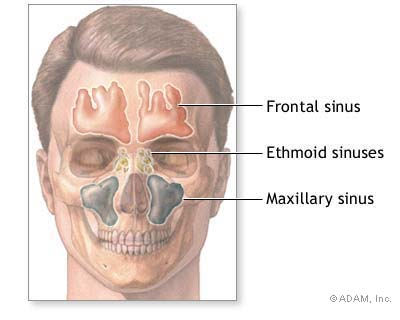 Frontal sinus
Ethmoid sinuses
Maxillary sinus
© ADAM, Inc.